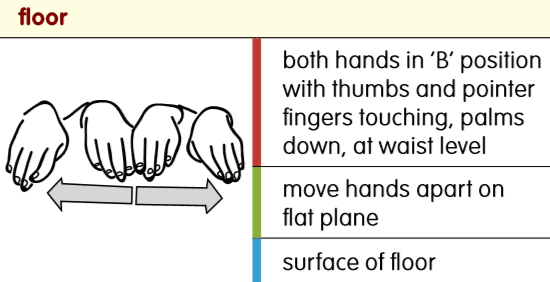 floor
both hands in ‘B’ position
with thumbs and pointer
fingers touching, palms
down, at waist level
move hands apart on
flat plane
surface of floor